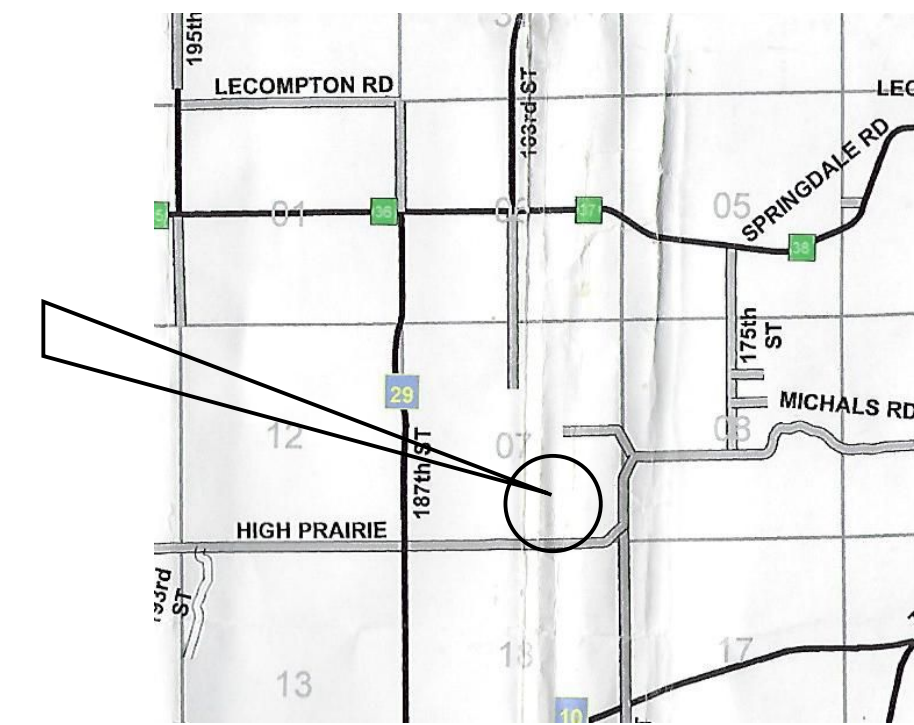 195th
LECOMPTON RD
183rd ST
LEC
SPRINGDALE RD
36
01
37
05
38
175th
ST
29
MICHALS RD
12
07
08
187th ST
HIGH PRAIRIE
193rd
ST
18
17
13
10